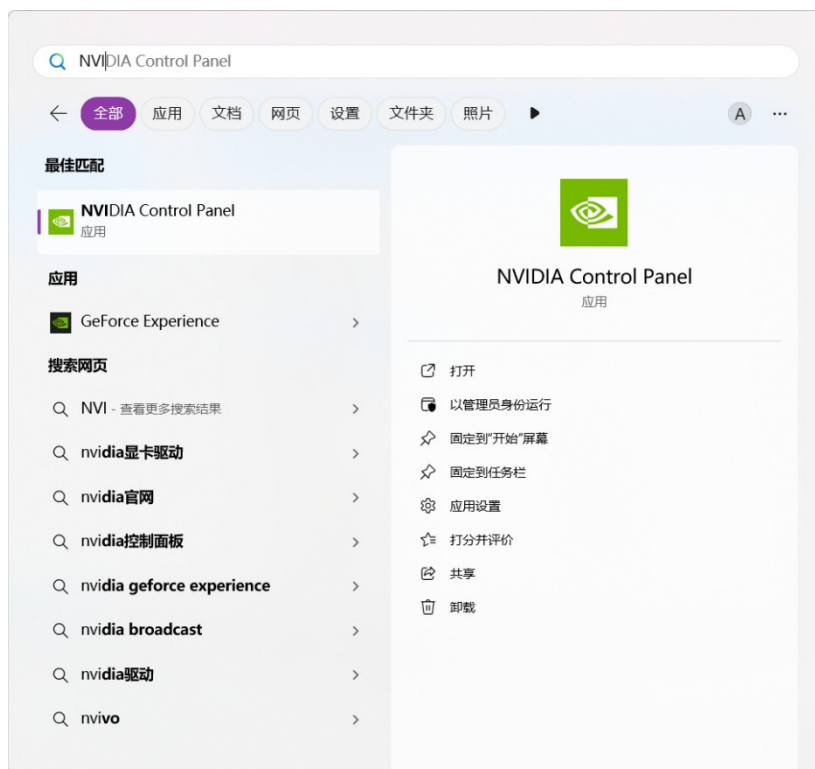 NVIDIA Control Panel
全部 应用 文档 网页 设置 文件夹 照片 A ...
最佳匹配
NVIDIA Control Panel
应用
应用
GeForce Experience
搜索网页
NVI - 查看更多搜索结果
nvidia显卡驱动
nvidia官网
nvidia控制面板
nvidia geforce experience
nvidia broadcast
nvidia驱动
nvivo
NVIDIA Control Panel
应用
打开
以管理员身份运行
固定到"开始"屏幕
固定到任务栏
应用设置
打分并评价
共享
卸载